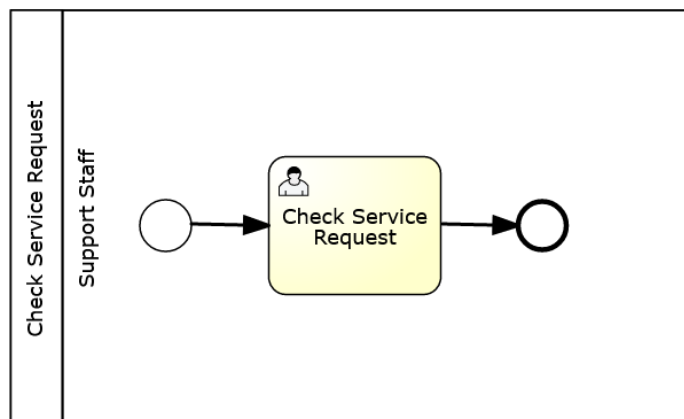 Check Service Request
Support Staff
Check Service
Request